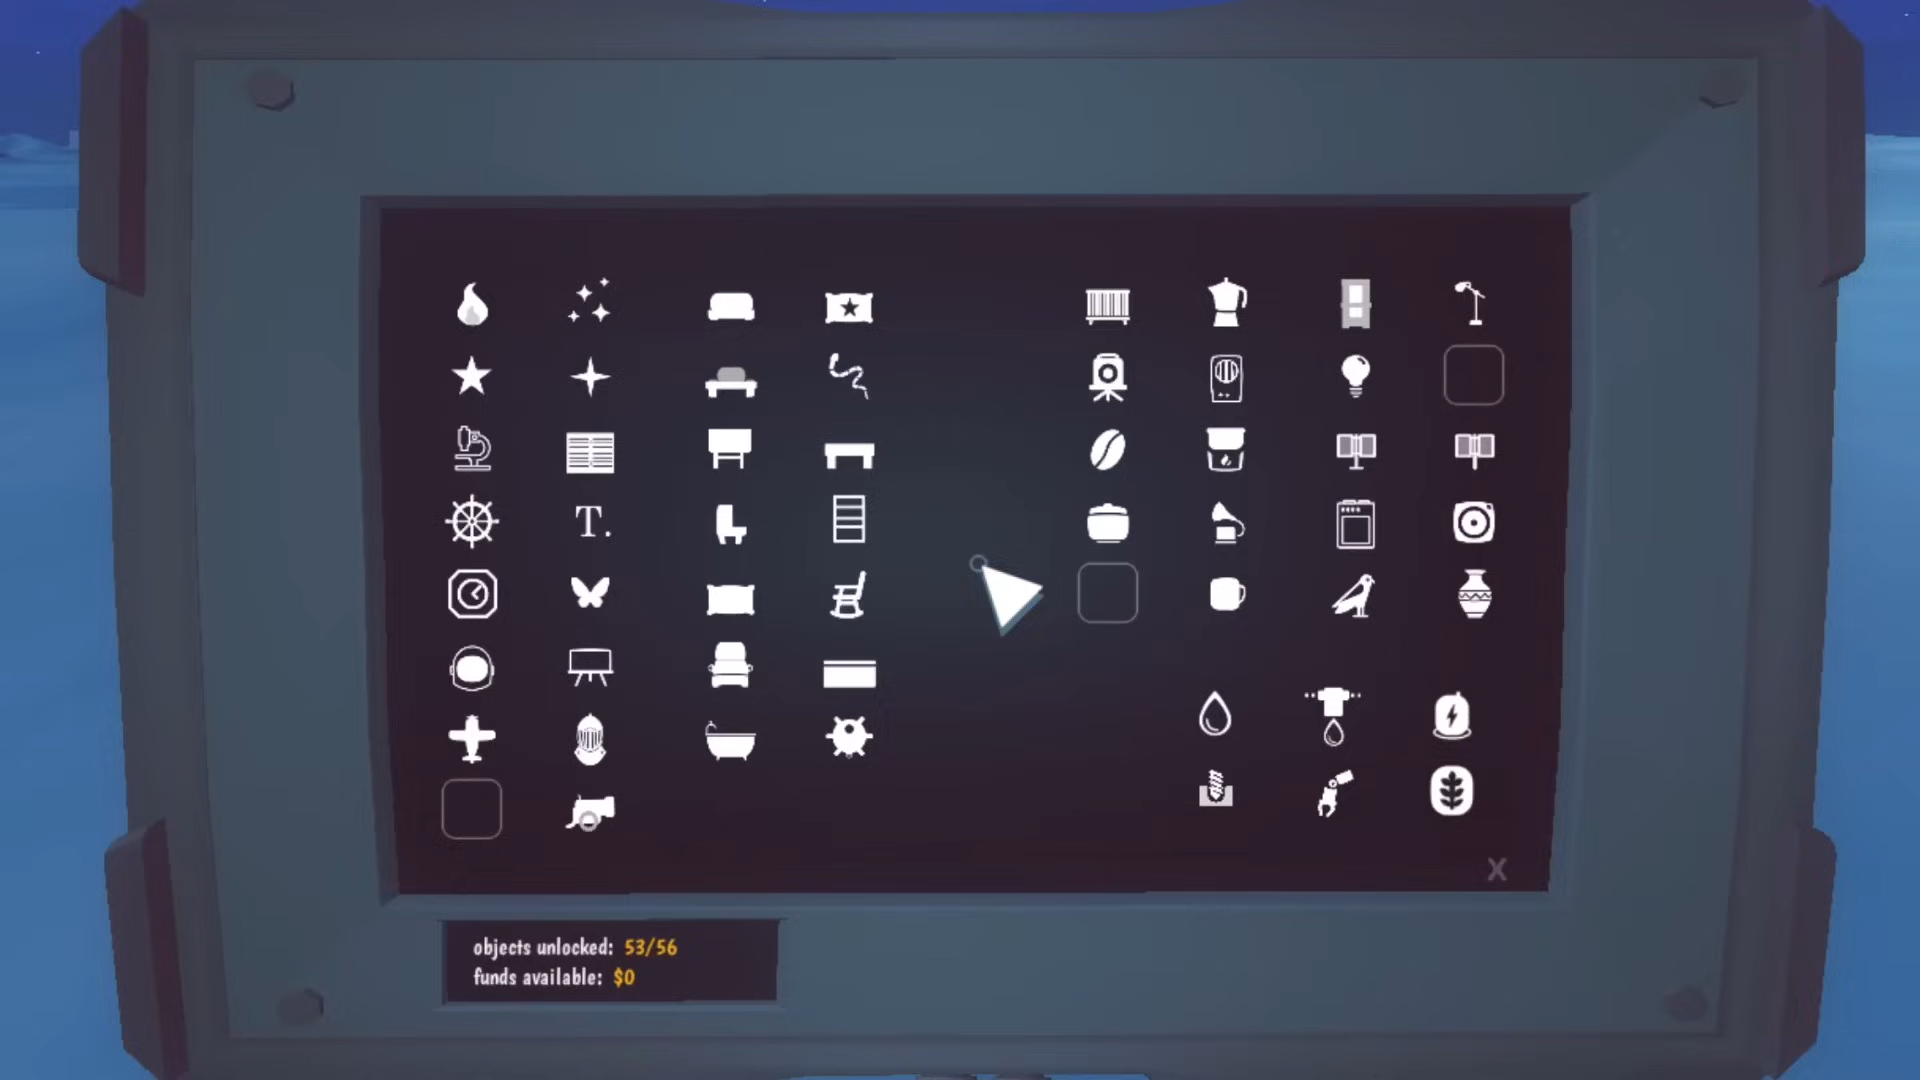 T.
X
objects unlocked: 53/56
funds available: $0